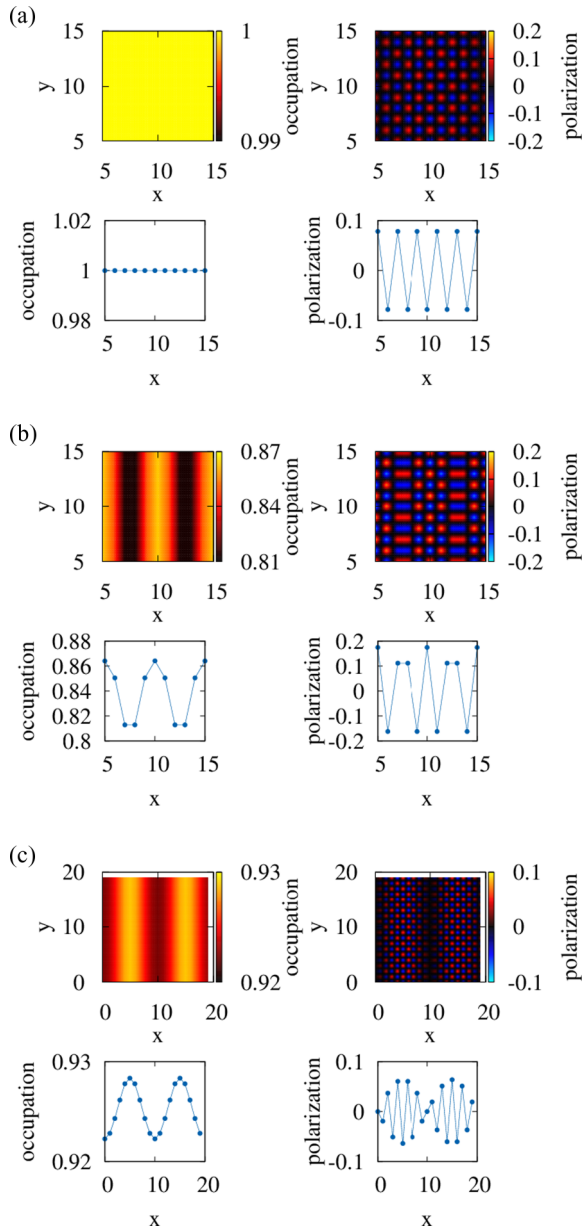 (a)
15
10
5
y
5 10 15
x
1
0.99
occupation
15
10
5
y
5 10 15
x
0.2
0.1
0
-0.1
-0.2
polarization
1.02
1
0.98
occupation
5 10 15
x
0.1
0
-0.1
polarization
5 10 15
x
(b)
15
10
5
y
5 10 15
x
0.87
0.84
0.81
occupation
15
10
5
y
5 10 15
x
0.2
0.1
0
-0.1
-0.2
polarization
0.88
0.86
0.84
0.82
0.8
occupation
5 10 15
x
0.2
0.1
0
-0.1
-0.2
polarization
5 10 15
x
(c)
20
10
0
y
0 10 20
x
0.93
0.92
occupation
20
10
0
y
0 10 20
x
0.1
0
-0.1
polarization
0.93
0.92
occupation
0 10 20
x
0.1
0
-0.1
polarization
0 10 20
x